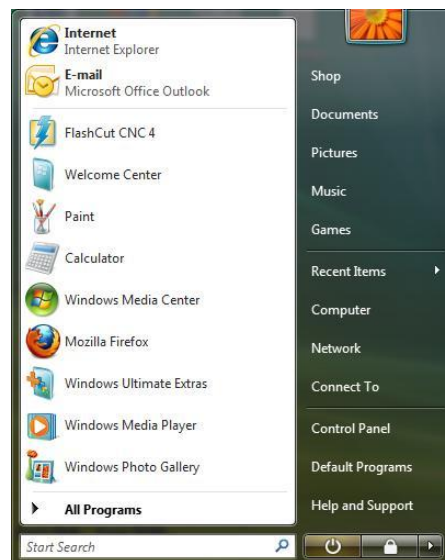 Internet
Internet Explorer
E-mail
Microsoft Office Outlook
FlashCut CNC 4
Welcome Center
Paint
Calculator
Windows Media Center
Mozilla Firefox
Windows Ultimate Extras
Windows Media Player
Windows Photo Gallery
All Programs
Start Search
Shop
Documents
Pictures
Music
Games
Recent Items
Computer
Network
Connect To
Control Panel
Default Programs
Help and Support